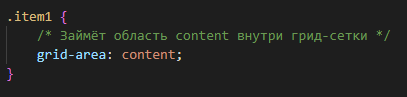 .item1 {
    /* Займёт область content внутри грид-сетки */
    grid-area: content;
}